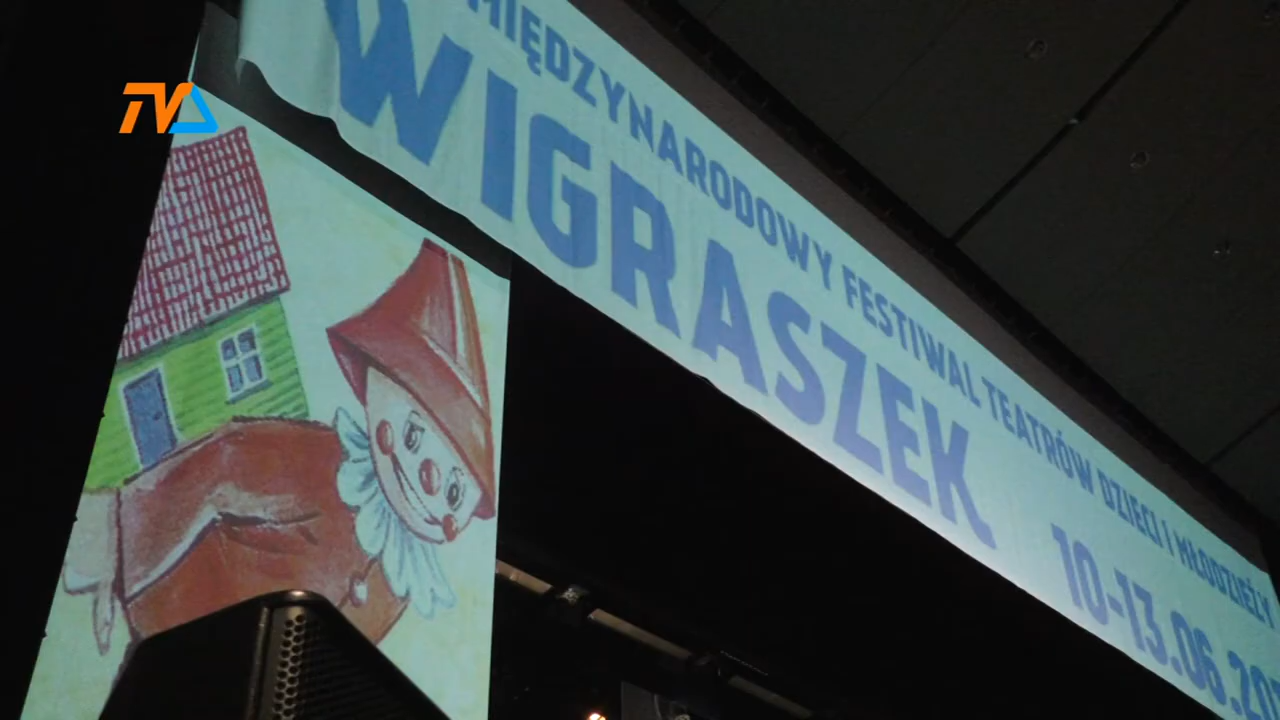 TVA
MIĘDZYNARODOWY FESTIWAL TEATRÓW DZIECI I MŁODZIEŻY
WIGRASZEK
10-13.06.20